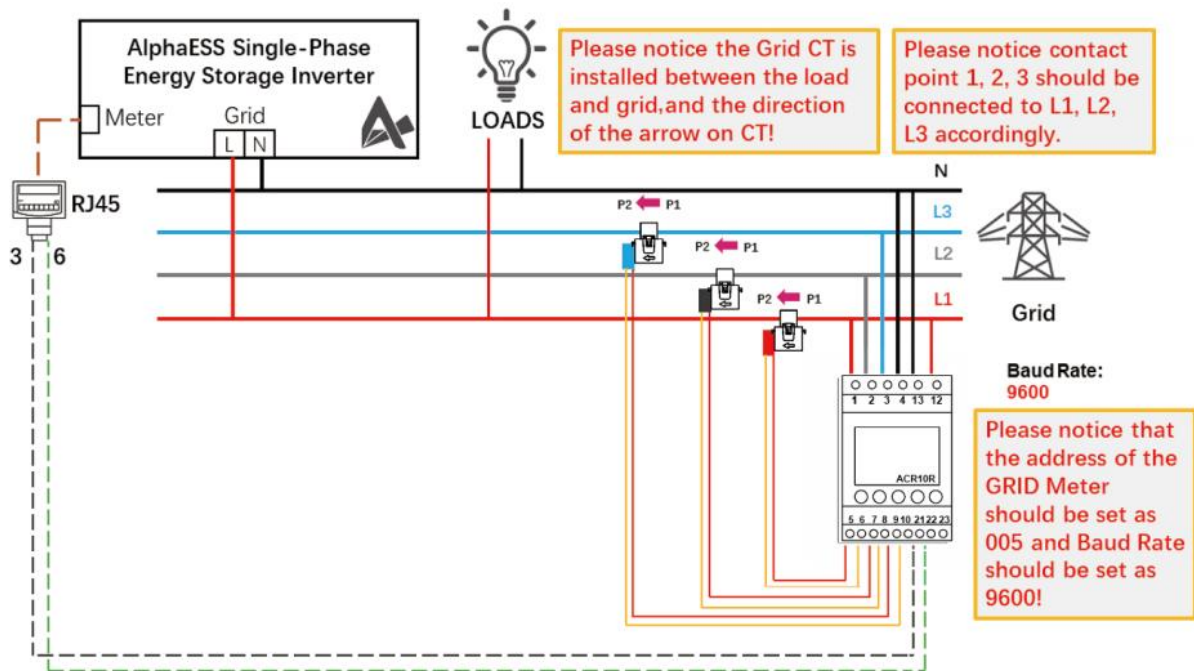 AlphaESS Single-Phase
Energy Storage Inverter
Meter
Grid
L N
LOADS
Please notice the Grid CT is
installed between the load
and grid,and the direction
of the arrow on CT!
Please notice contact
point 1, 2, 3 should be
connected to L1, L2,
L3 accordingly.
RJ45
3 6
N
P2 P1
L3
P2 P1
L2
P2 P1
L1
Grid
Baud Rate:
9600
1 2 3 4 13 12
ACR10R
5 6 7 8 9 10 21 22 23
Please notice that
the address of the
GRID Meter
should be set as
005 and Baud Rate
should be set as
9600!